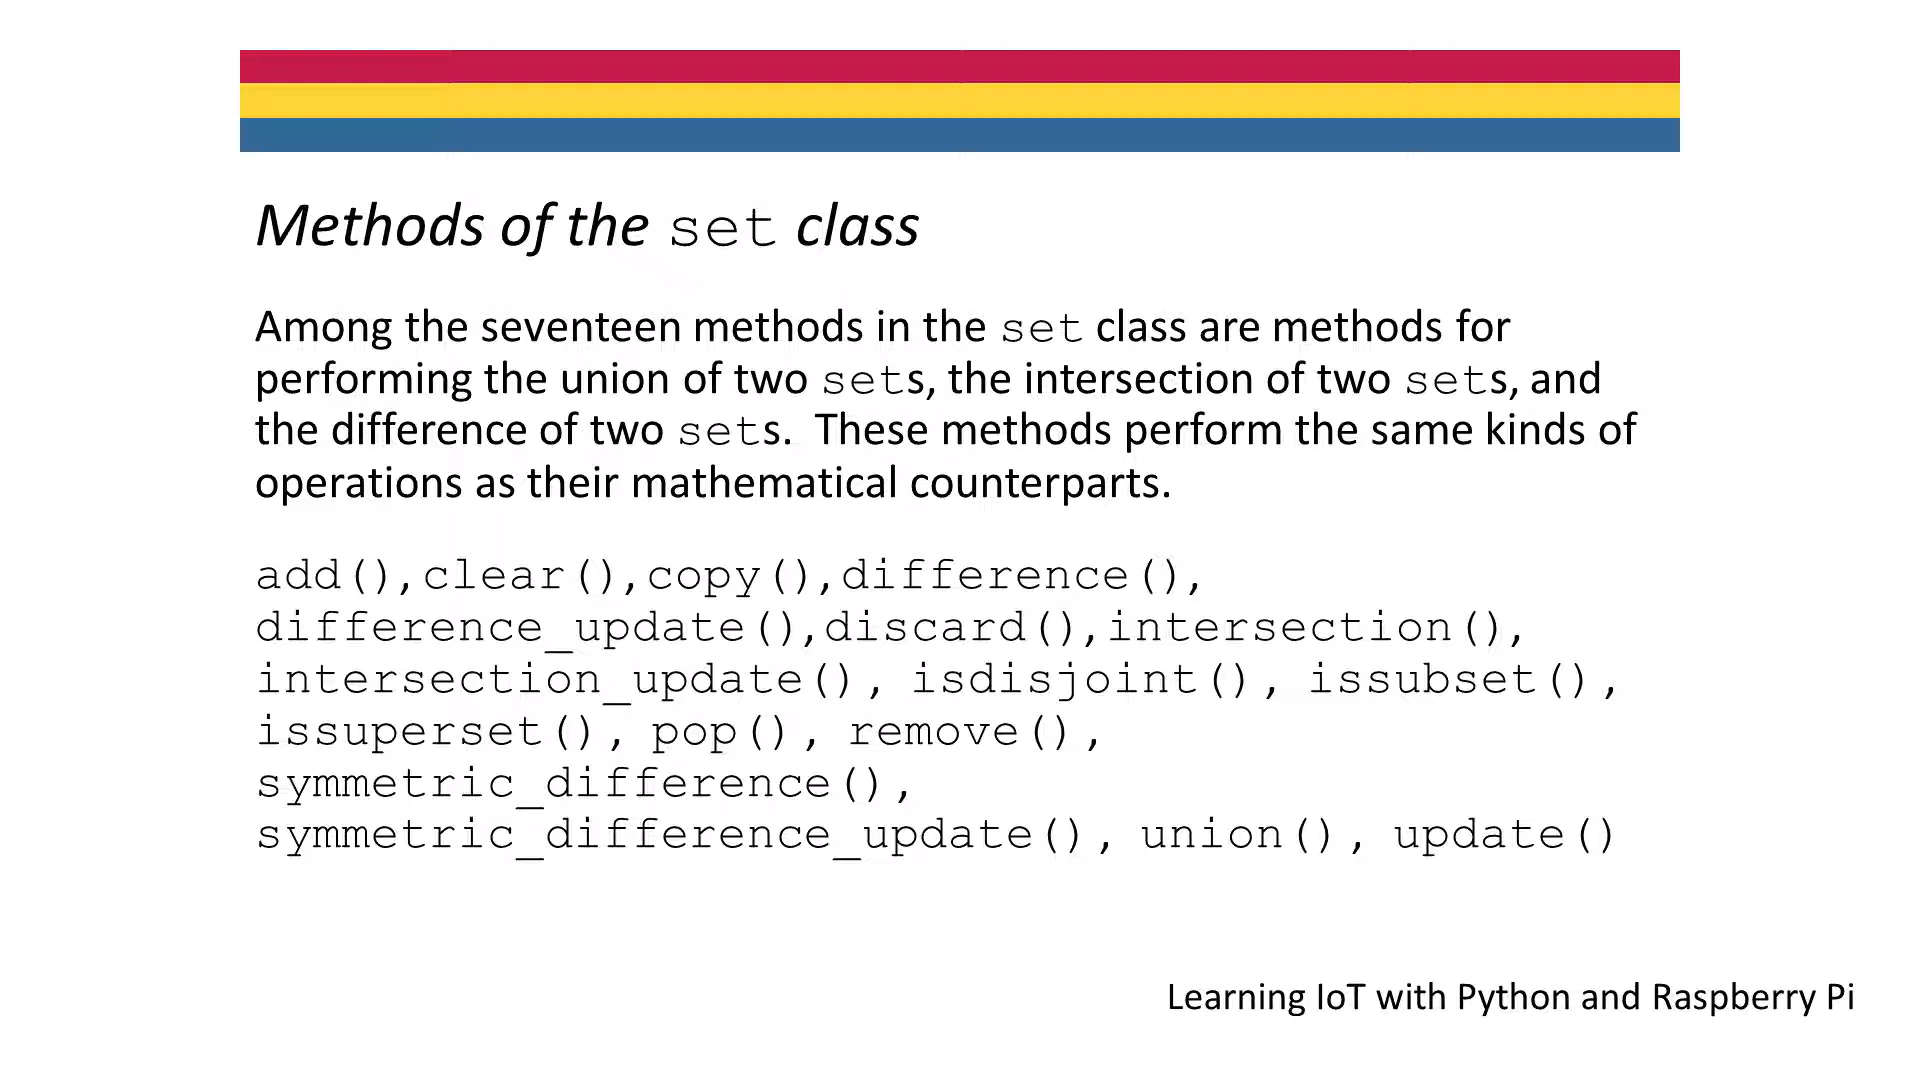 Methods of the set class
Among the seventeen methods in the set class are methods for
performing the union of two sets, the intersection of two sets, and
the difference of two sets.  These methods perform the same kinds of
operations as their mathematical counterparts.
add(),clear(),copy(),difference(),
difference_update(),discard(),intersection(),
intersection_update(), isdisjoint(), issubset(),
issuperset(), pop(), remove(),
symmetric_difference(),
symmetric_difference_update(), union(), update()
Learning IoT with Python and Raspberry Pi